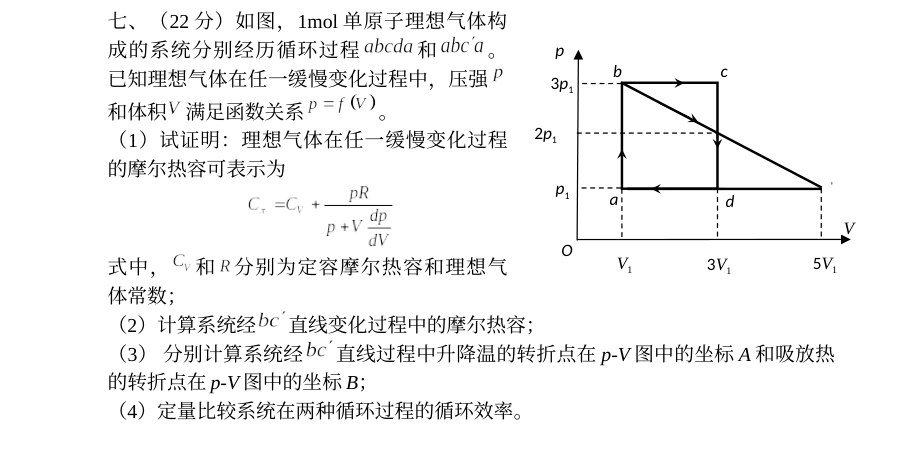 七、（22 分）如图，1mol 单原子理想气体构
成的系统分别经历循环过程 abcda 和 abc′a 。
已知理想气体在任一缓慢变化过程中，压强 p
和体积 V 满足函数关系 p = f (V) 。
（1）试证明：理想气体在任一缓慢变化过程
的摩尔热容可表示为
C_π = C_V + pR / (p + V dp/dV)
式中， C_V 和 R 分别为定容摩尔热容和理想气
体常数；
（2）计算系统经 bc′ 直线变化过程中的摩尔热容；
（3） 分别计算系统经 bc′ 直线过程中升降温的转折点在 p-V 图中的坐标 A 和吸放热
的转折点在 p-V 图中的坐标 B；
（4）定量比较系统在两种循环过程的循环效率。
p
b c
3p₁
2p₁
p₁
a d
V
O
V₁ 3V₁ 5V₁